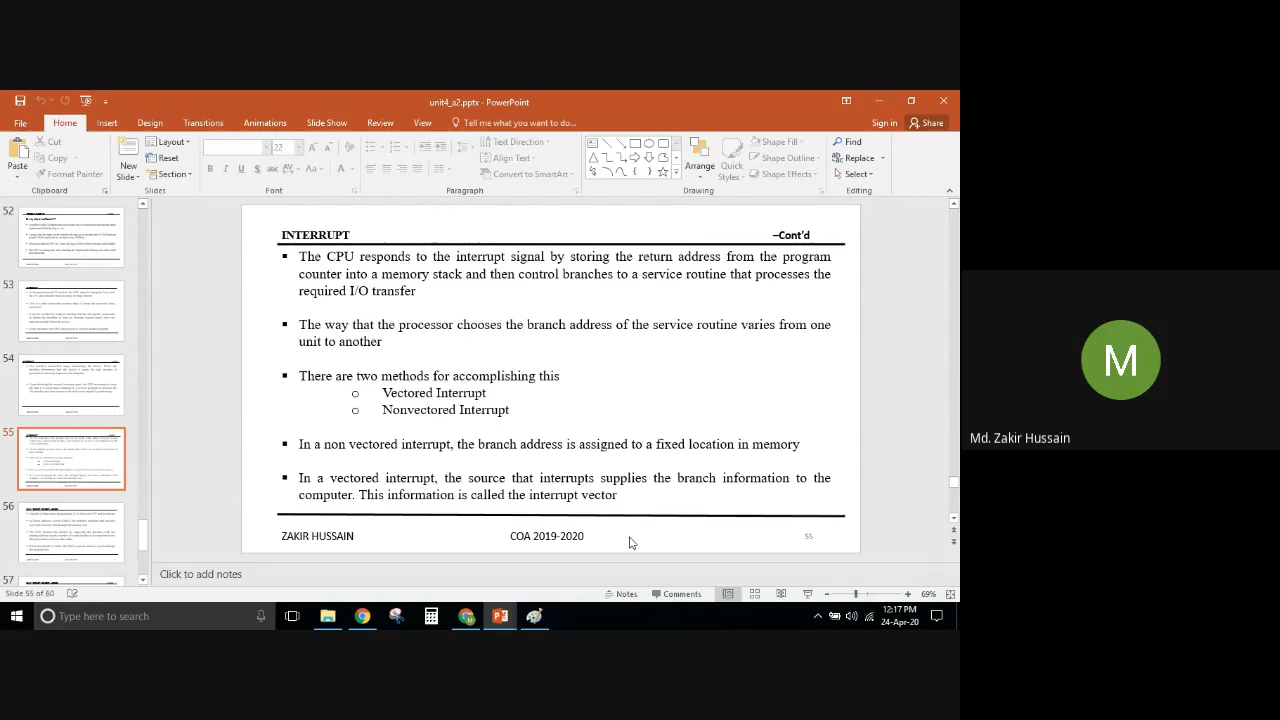 unit4_a2.pptx - PowerPoint
File Home Insert Design Transitions Animations Slide Show Review View Tell me what you want to do... Sign in Share
Paste Cut Copy Format Painter
Clipboard
New Slide Layout Reset Section
Slides
22
B I U S abc AV Aa A
Font
Text Direction Align Text Convert to SmartArt
Paragraph
Arrange Quick Styles Shape Fill Shape Outline Shape Effects
Drawing
Find Replace Select
Editing
52
53
54
55
56
57
INTERRUPT –Cont'd
The CPU responds to the interrupt signal by storing the return address from the program
counter into a memory stack and then control branches to a service routine that processes the
required I/O transfer
The way that the processor chooses the branch address of the service routine varies from one
unit to another
There are two methods for accomplishing this
o Vectored Interrupt
o Nonvectored Interrupt
In a non vectored interrupt, the branch address is assigned to a fixed location in memory
In a vectored interrupt, the source that interrupts supplies the branch information to the
computer. This information is called the interrupt vector
ZAKIR HUSSAIN COA 2019-2020 55
Click to add notes
Slide 55 of 60 Notes Comments 69%
Type here to search
12:17 PM
24-Apr-20
M
Md. Zakir Hussain